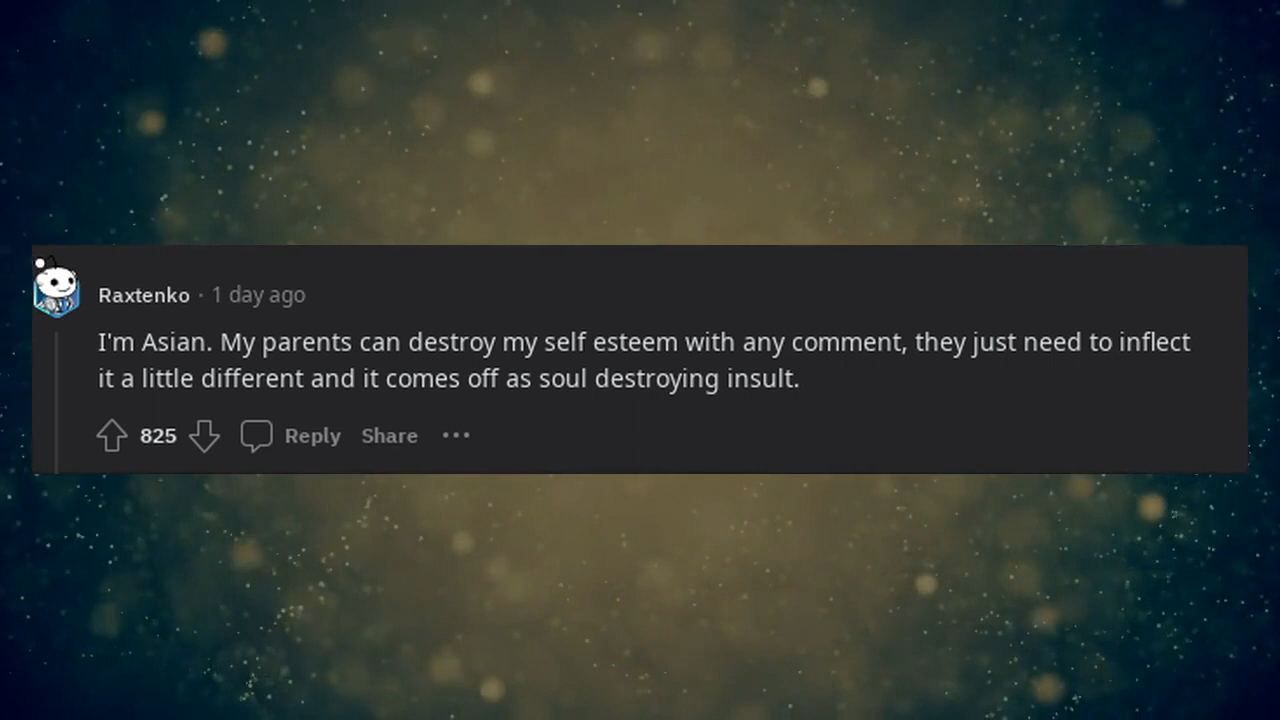 Raxtenko · 1 day ago
I'm Asian. My parents can destroy my self esteem with any comment, they just need to inflect
it a little different and it comes off as soul destroying insult.
825 Reply Share ···